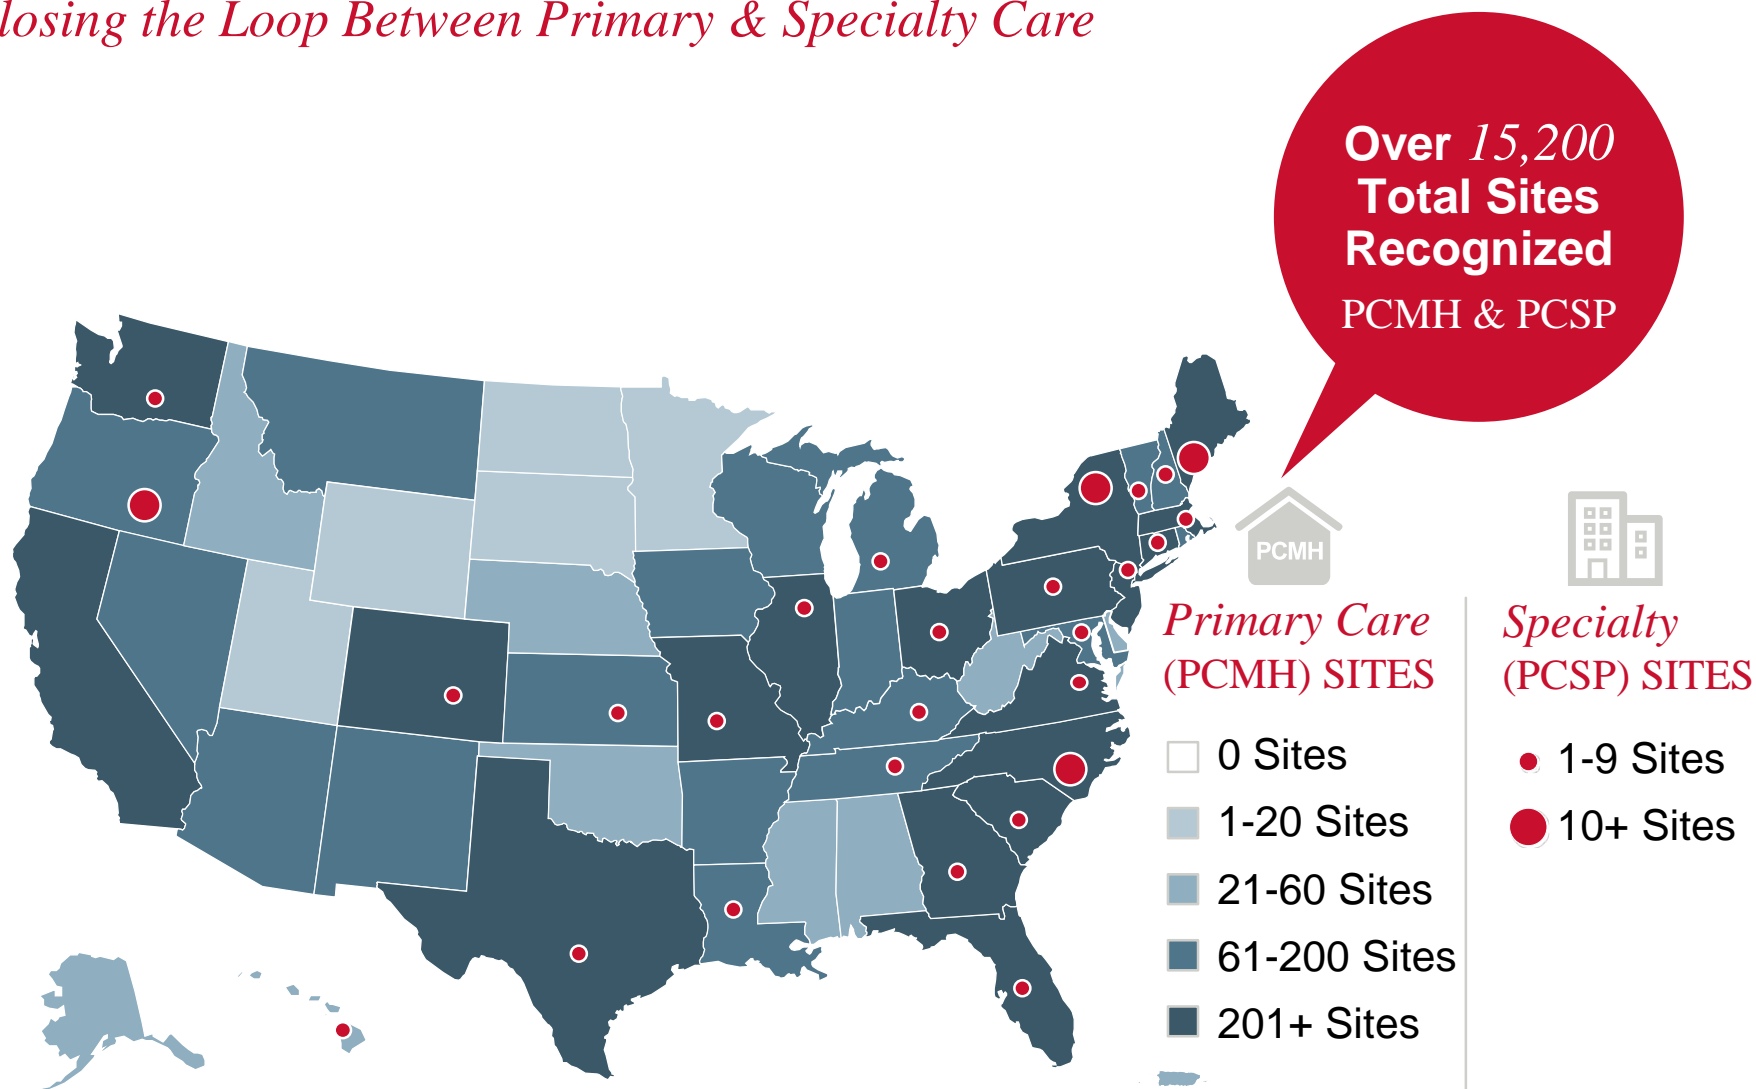 losing the Loop Between Primary & Specialty Care
Over 15,200
Total Sites
Recognized
PCMH & PCSP
PCMH
Primary Care
(PCMH) SITES
0 Sites
1-20 Sites
21-60 Sites
61-200 Sites
201+ Sites
Specialty
(PCSP) SITES
1-9 Sites
10+ Sites